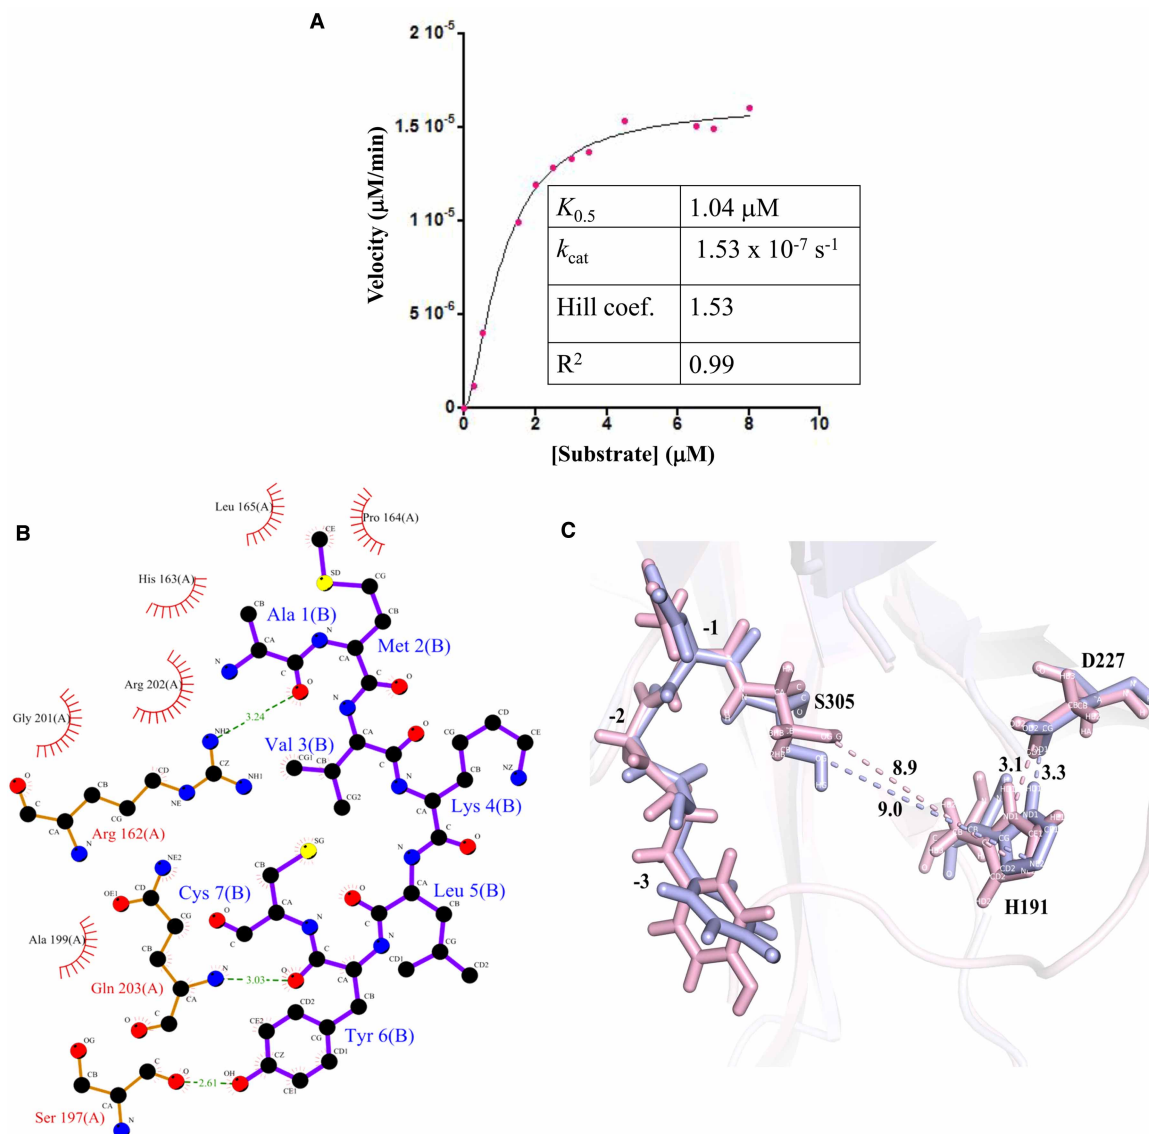 A
Velocity (µM/min)
2 10-5
1.5 10-5
1 10-5
5 10-6
0
0
2
4
6
8
10
[Substrate] (µM)
K0.5 1.04 µM
kcat 1.53 x 10-7 s-1
Hill coef. 1.53
R2 0.99
B
Leu 165(A)
Pro 164(A)
His 163(A)
Arg 202(A)
Gly 201(A)
Arg 162(A)
Ala 199(A)
Gln 203(A)
Ser 197(A)
Ala 1(B)
Met 2(B)
Val 3(B)
Lys 4(B)
Leu 5(B)
Cys 7(B)
Tyr 6(B)
3.24
3.03
2.61
CE
SD
CG
CB
CB
N
CA
N
CA
C
O
C
O
N
CA
CG1
CB
CG2
C
O
N
CG
CD
CE
NZ
CB
CA
C
O
N
CA
CB
CG
CD1
CD2
C
O
N
SG
CB
CA
O
C
N
C
O
CA
CB
CD2
CE2
CG
CZ
CD1
OH
CE1
O
C
CA
N
CB
CG
CD
NE
CZ
NH2
NH1
NE2
OE1
CD
CG
CB
CA
N
C
O
OG
CB
CA
C
O
N
C
-1
-2
-3
S305
D227
H191
8.9
9.0
3.1
3.3